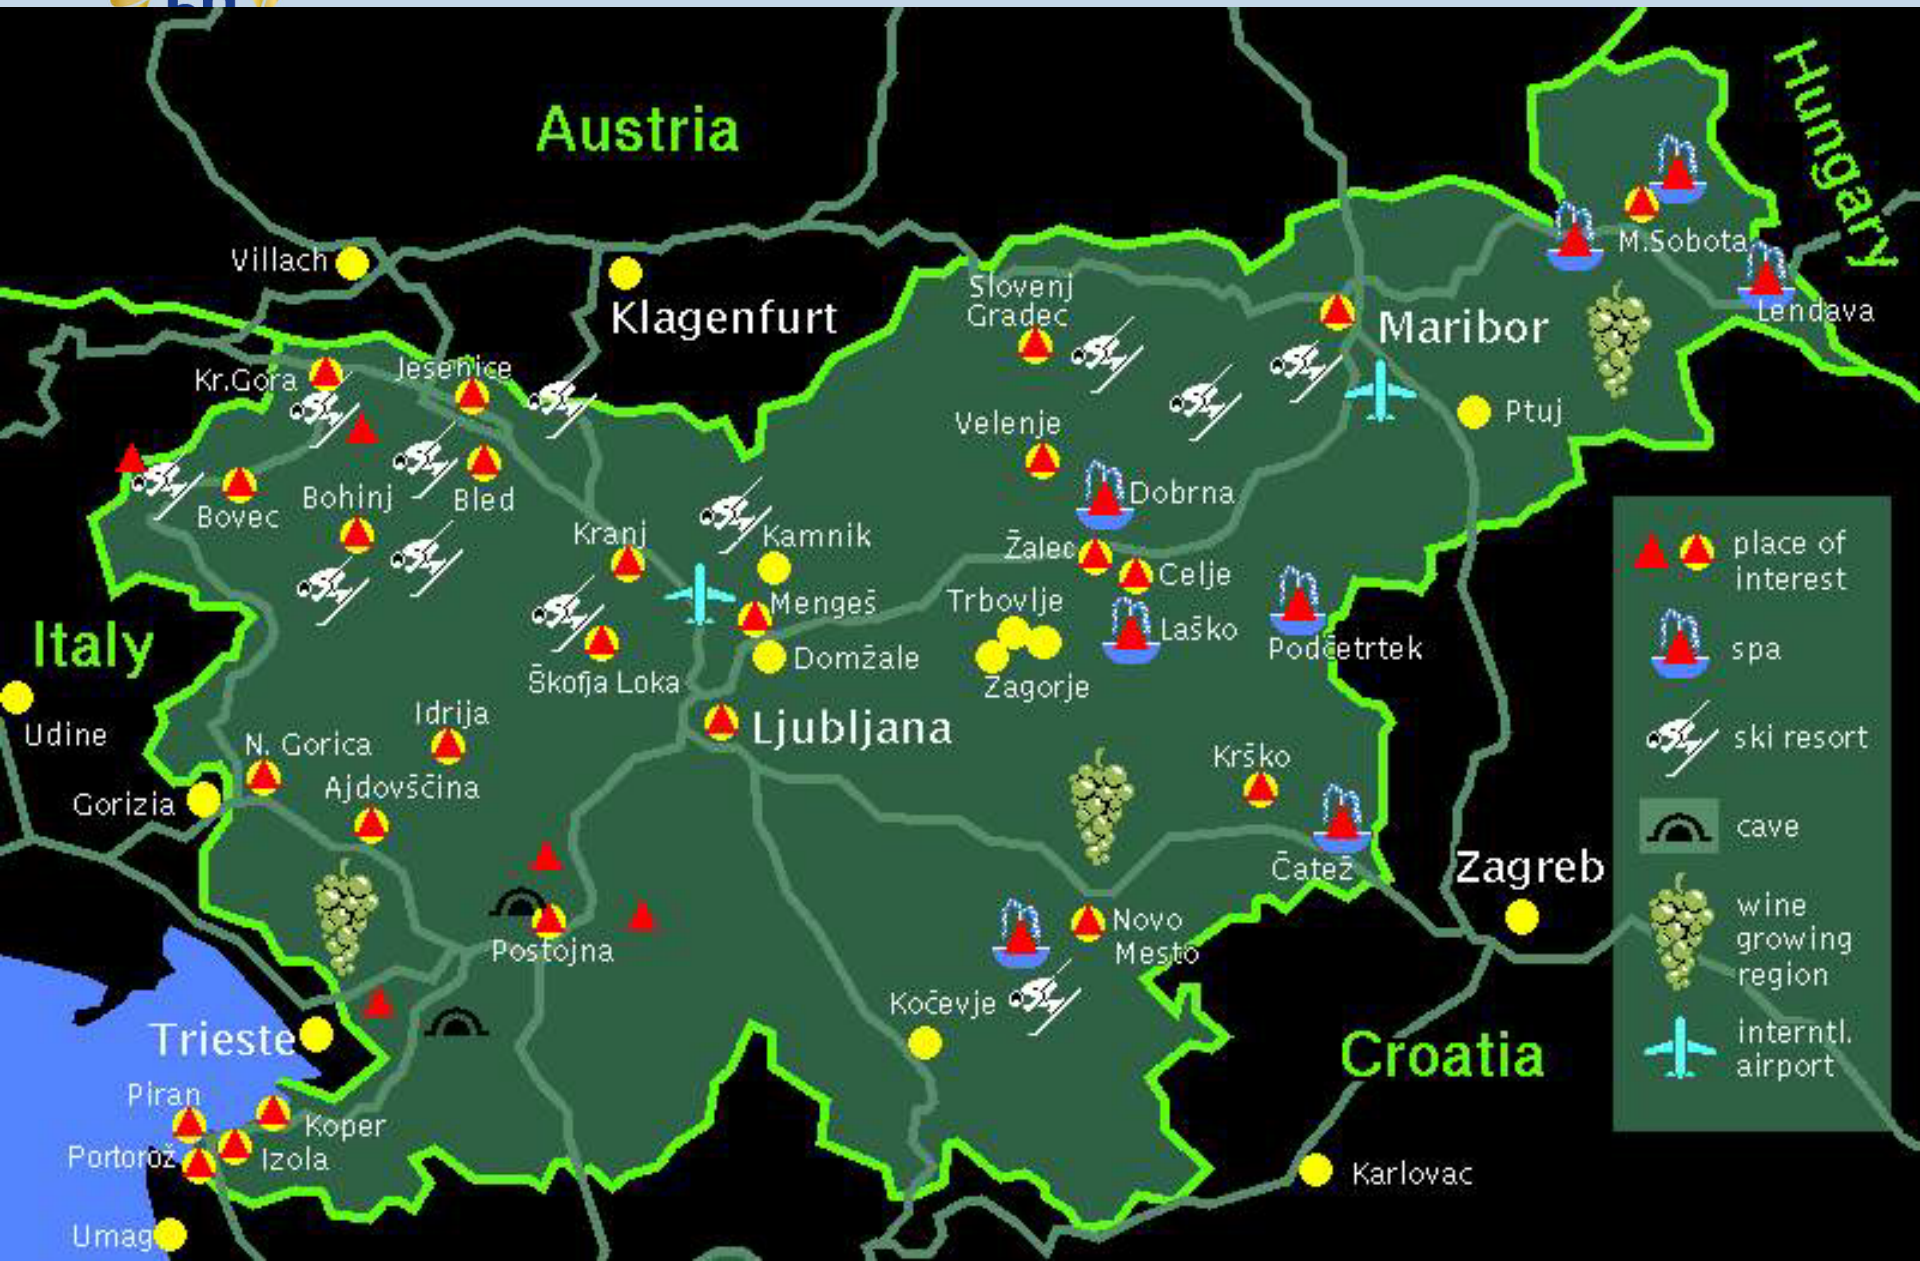 50
Austria
Hungary
Villach
Klagenfurt
Slovenj
Gradec
M.Sobota
Lendava
Maribor
Kr.Gora
Jesenice
Ptuj
Velenje
Bovec
Bohinj
Bled
Dobrna
Kranj
Kamnik
Žalec
Celje
Mengeš
Trbovlje
Laško
Podčetrtek
Italy
Škofja Loka
Domžale
Zagorje
Udine
Idrija
Ljubljana
N. Gorica
Ajdovščina
Gorizia
Krško
Čatež
Zagreb
Postojna
Novo
Mesto
Kočevje
Trieste
Croatia
Piran
Koper
Portorož
Izola
Karlovac
Umag
place of
interest
spa
ski resort
cave
wine
growing
region
interntl.
airport